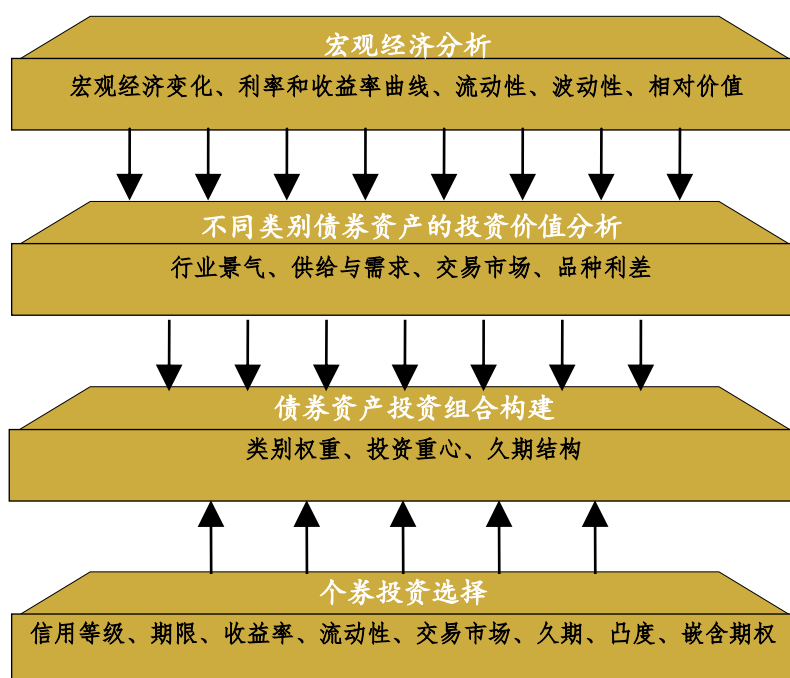 宏观经济分析
宏观经济变化、利率和收益率曲线、流动性、波动性、相对价值
不同类别债券资产的投资价值分析
行业景气、供给与需求、交易市场、品种利差
债券资产投资组合构建
类别权重、投资重心、久期结构
个券投资选择
信用等级、期限、收益率、流动性、交易市场、久期、凸度、嵌含期权